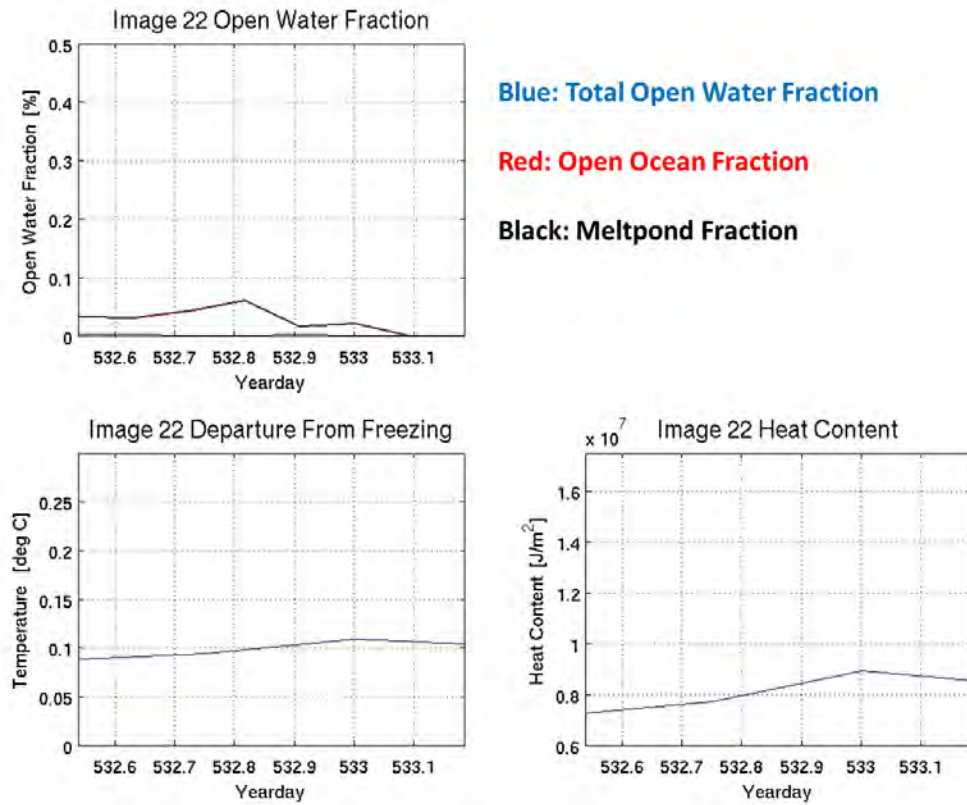 Image 22 Open Water Fraction
Open Water Fraction [%]
0.5
0.4
0.3
0.2
0.1
0
532.6 532.7 532.8 532.9 533 533.1
Yearday
Blue: Total Open Water Fraction
Red: Open Ocean Fraction
Black: Meltpond Fraction
Image 22 Departure From Freezing
Temperature [deg C]
0.25
0.2
0.15
0.1
0.05
0
532.6 532.7 532.8 532.9 533 533.1
Yearday
x 10^7
Image 22 Heat Content
Heat Content [J/m²]
1.6
1.4
1.2
1
0.8
0.6
532.6 532.7 532.8 532.9 533 533.1
Yearday